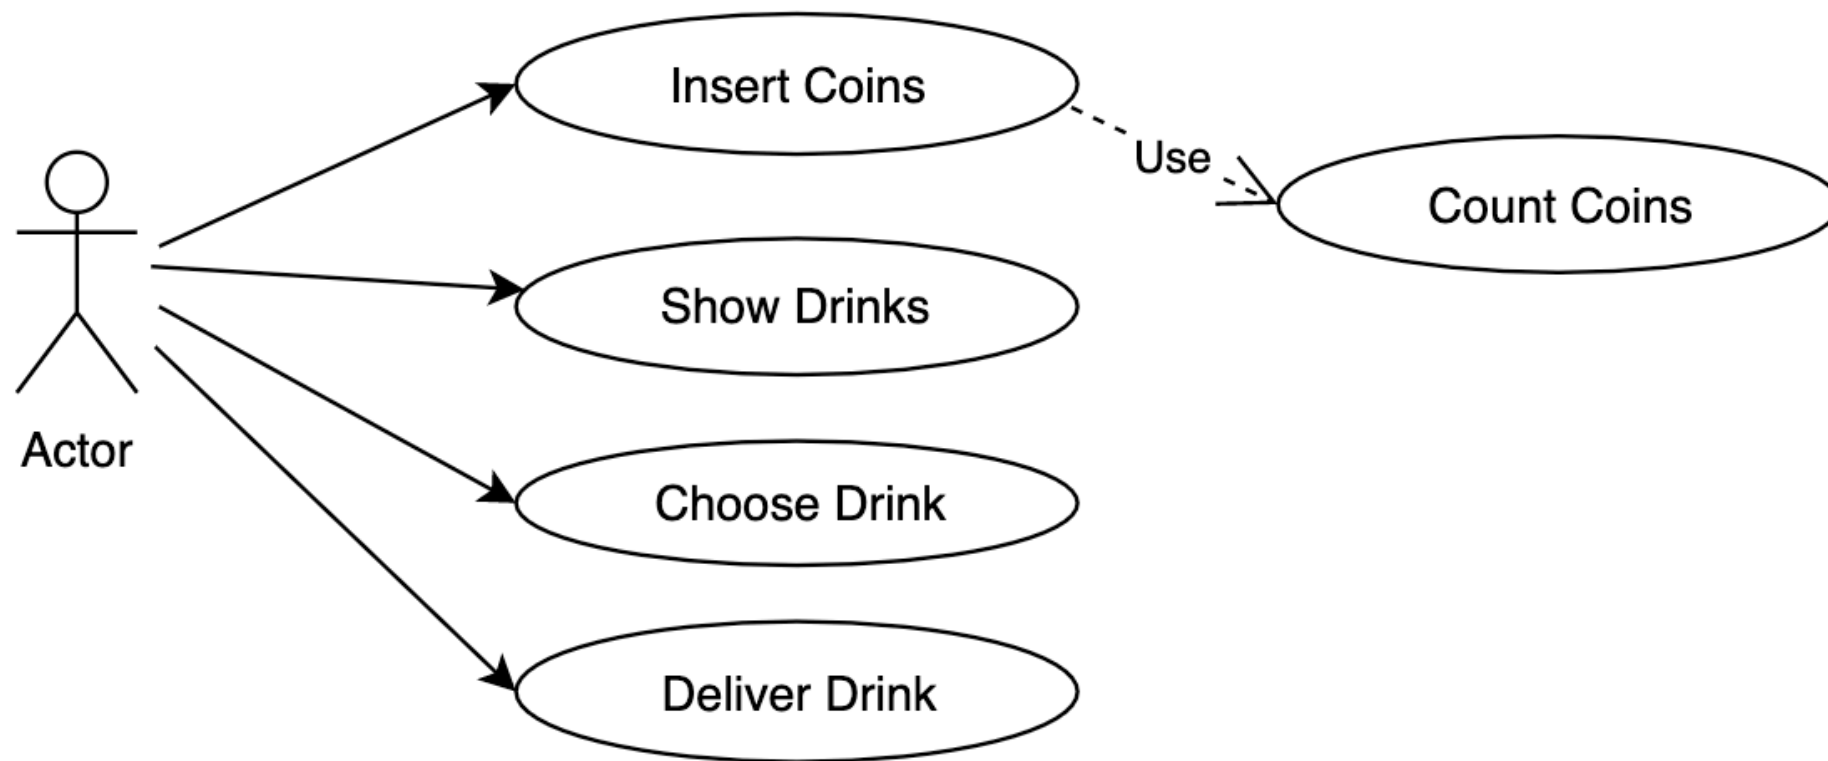 Insert Coins
Use
Count Coins
Show Drinks
Actor
Choose Drink
Deliver Drink